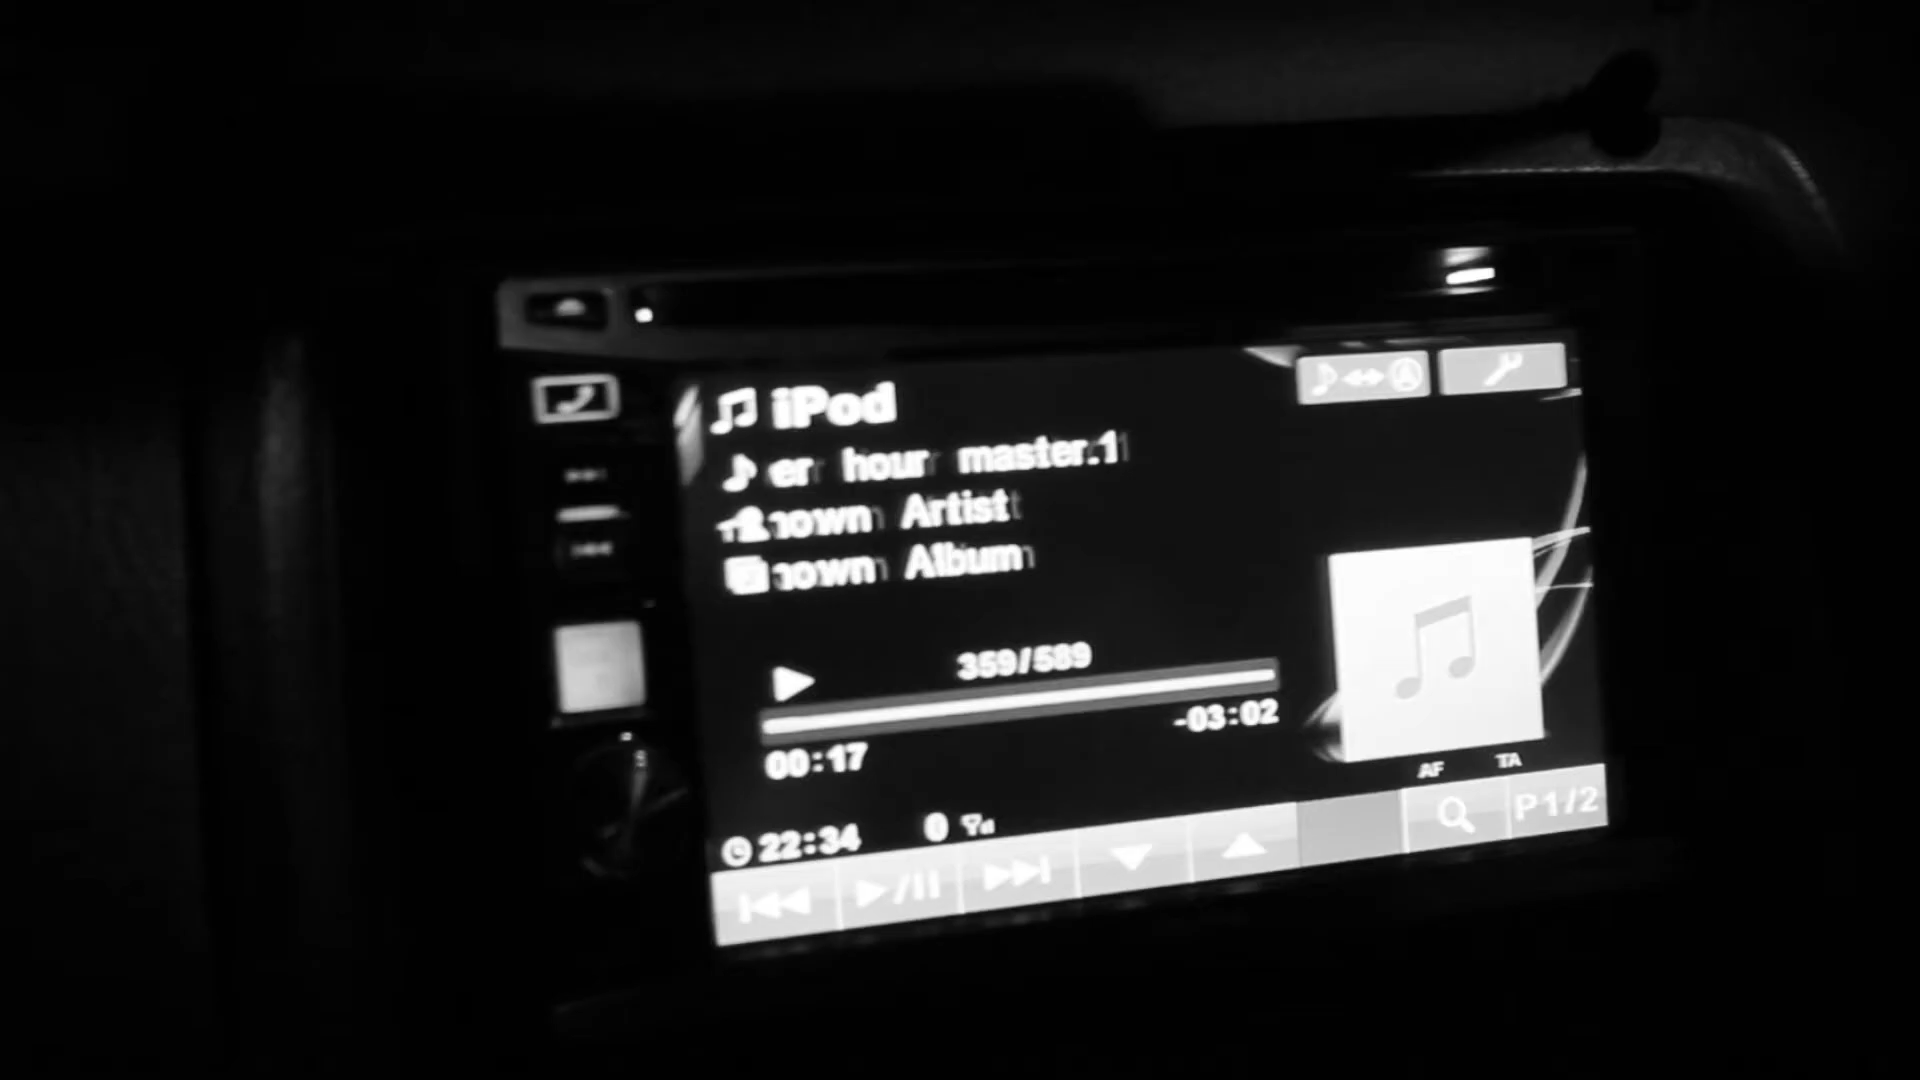 iPod
er hour master.1
nown Artist
nown Album
359/589
-03:02
00:17
AF TA
22:34
P1/2